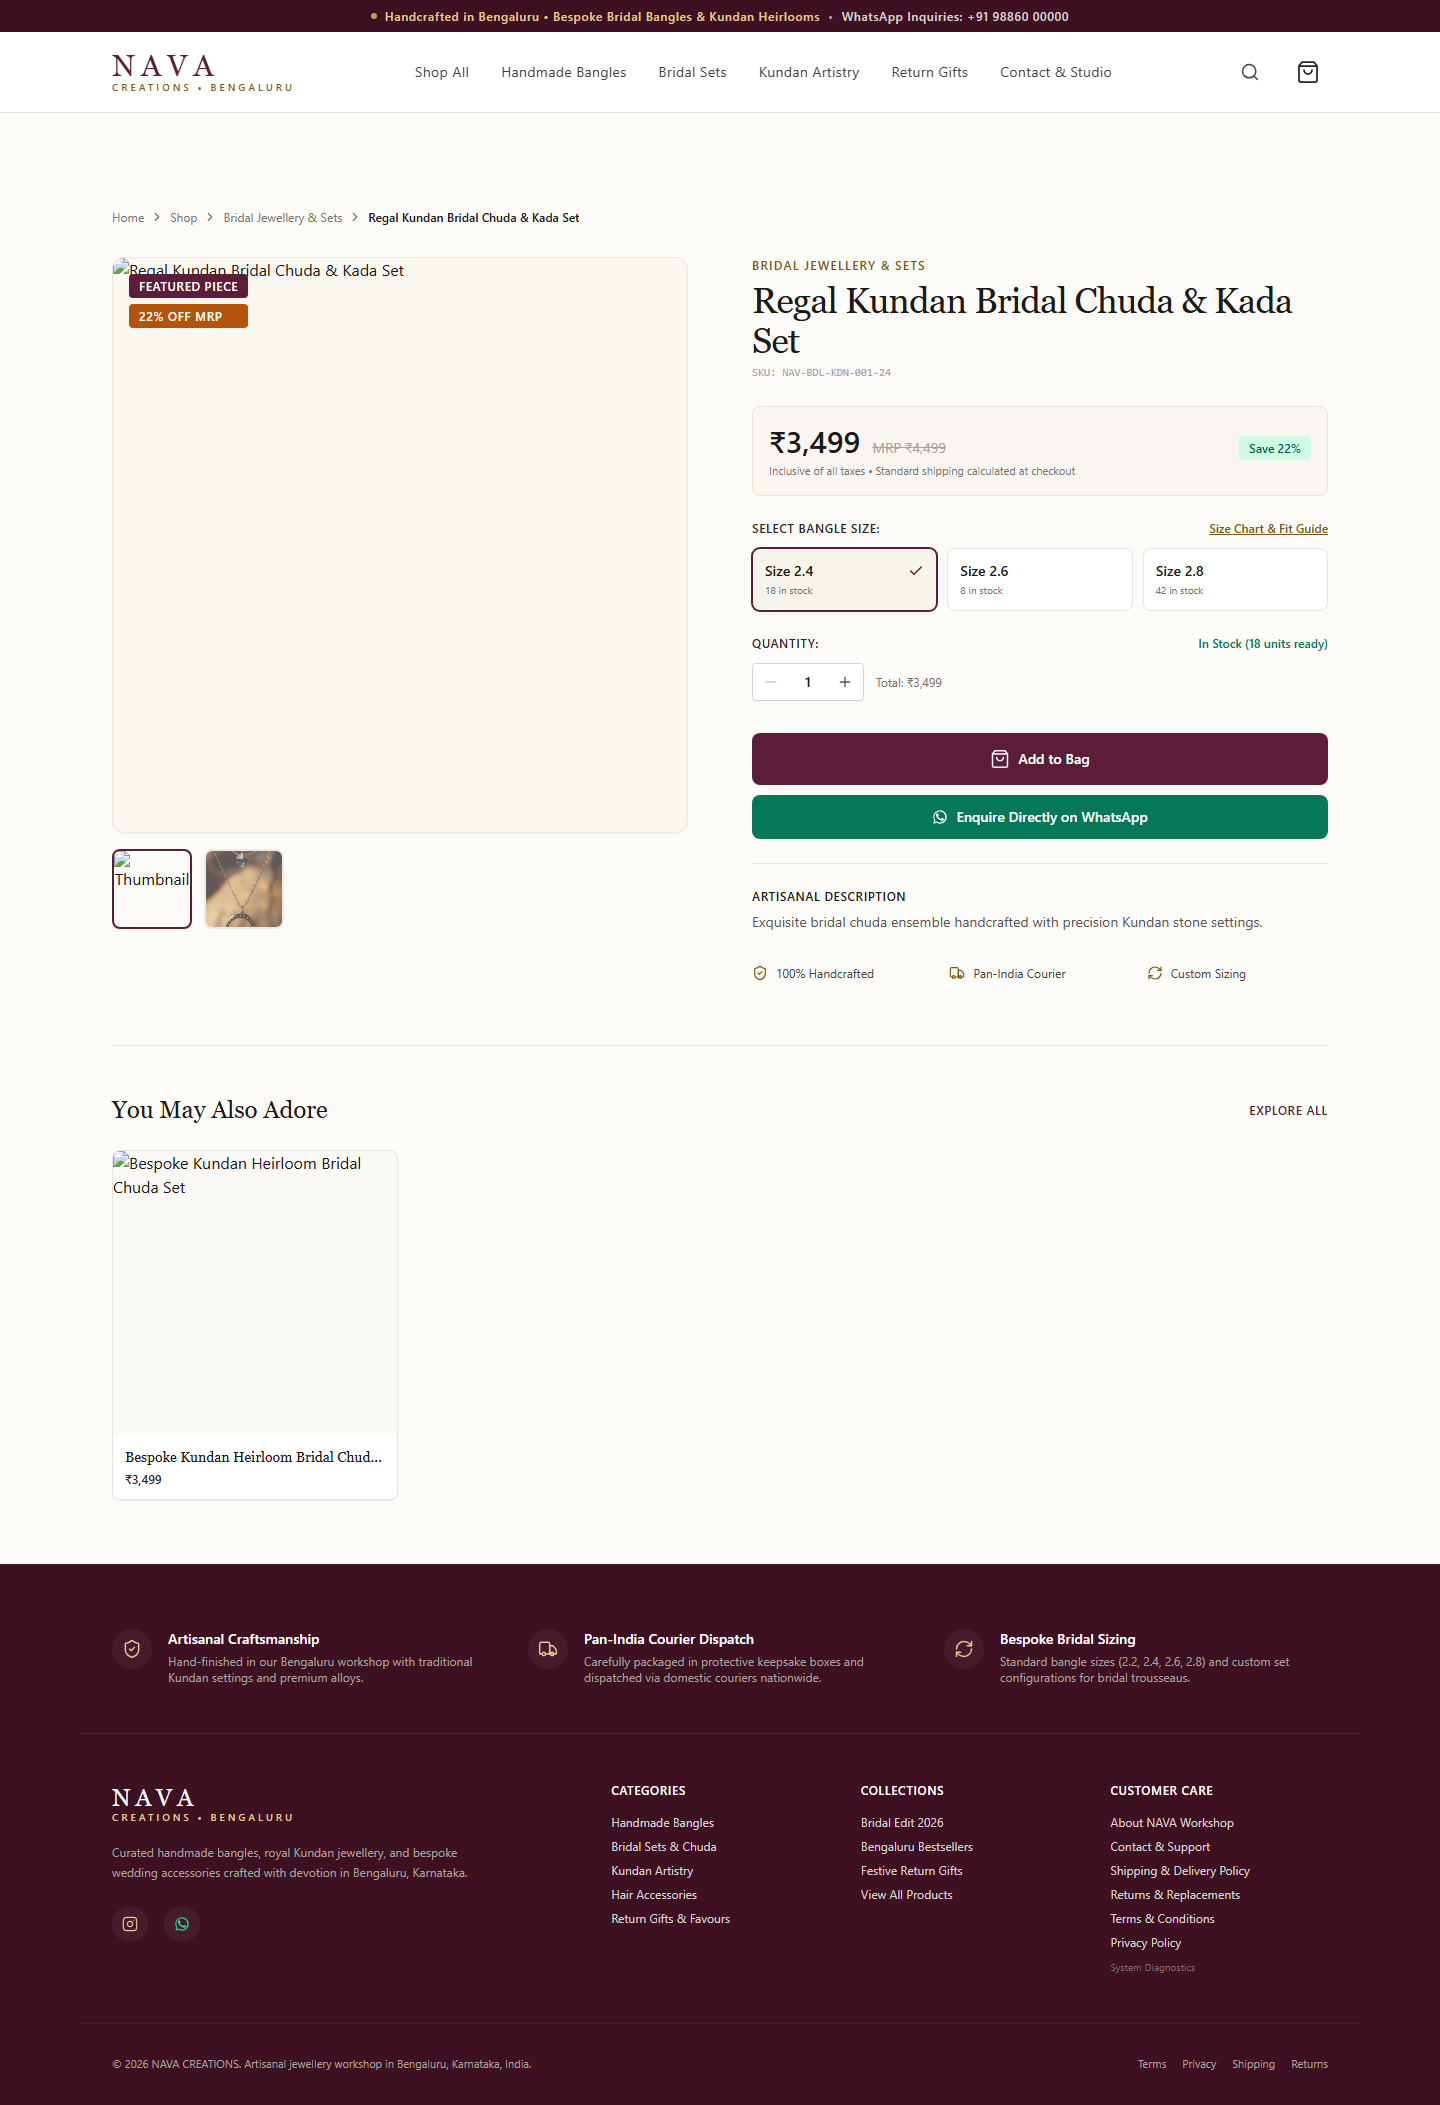 Handcrafted in Bengaluru • Bespoke Bridal Bangles & Kundan Heirlooms • WhatsApp Inquiries: +91 98860 00000
NAVA
CREATIONS • BENGALURU
Shop All
Handmade Bangles
Bridal Sets
Kundan Artistry
Return Gifts
Contact & Studio
Home > Shop > Bridal Jewellery & Sets > Regal Kundan Bridal Chuda & Kada Set
Regal Kundan Bridal Chuda & Kada Set
FEATURED PIECE
22% OFF MRP
Thumbnail
BRIDAL JEWELLERY & SETS
Regal Kundan Bridal Chuda & Kada
Set
SKU: NAV-BDL-KDN-001-24
₹3,499 MRP ₹4,499
Save 22%
Inclusive of all taxes • Standard shipping calculated at checkout
SELECT BANGLE SIZE:
Size Chart & Fit Guide
Size 2.4
18 in stock
Size 2.6
8 in stock
Size 2.8
42 in stock
QUANTITY:
In Stock (18 units ready)
1
Total: ₹3,499
Add to Bag
Enquire Directly on WhatsApp
ARTISANAL DESCRIPTION
Exquisite bridal chuda ensemble handcrafted with precision Kundan stone settings.
100% Handcrafted
Pan-India Courier
Custom Sizing
You May Also Adore
EXPLORE ALL
Bespoke Kundan Heirloom Bridal
Chuda Set
Bespoke Kundan Heirloom Bridal Chud...
₹3,499
Artisanal Craftsmanship
Hand-finished in our Bengaluru workshop with traditional
Kundan settings and premium alloys.
Pan-India Courier Dispatch
Carefully packaged in protective keepsake boxes and
dispatched via domestic couriers nationwide.
Bespoke Bridal Sizing
Standard bangle sizes (2.2, 2.4, 2.6, 2.8) and custom set
configurations for bridal trousseaus.
NAVA
CREATIONS • BENGALURU
Curated handmade bangles, royal Kundan jewellery, and bespoke
wedding accessories crafted with devotion in Bengaluru, Karnataka.
CATEGORIES
Handmade Bangles
Bridal Sets & Chuda
Kundan Artistry
Hair Accessories
Return Gifts & Favours
COLLECTIONS
Bridal Edit 2026
Bengaluru Bestsellers
Festive Return Gifts
View All Products
CUSTOMER CARE
About NAVA Workshop
Contact & Support
Shipping & Delivery Policy
Returns & Replacements
Terms & Conditions
Privacy Policy
System Diagnostics
© 2026 NAVA CREATIONS. Artisanal jewellery workshop in Bengaluru, Karnataka, India.
Terms
Privacy
Shipping
Returns